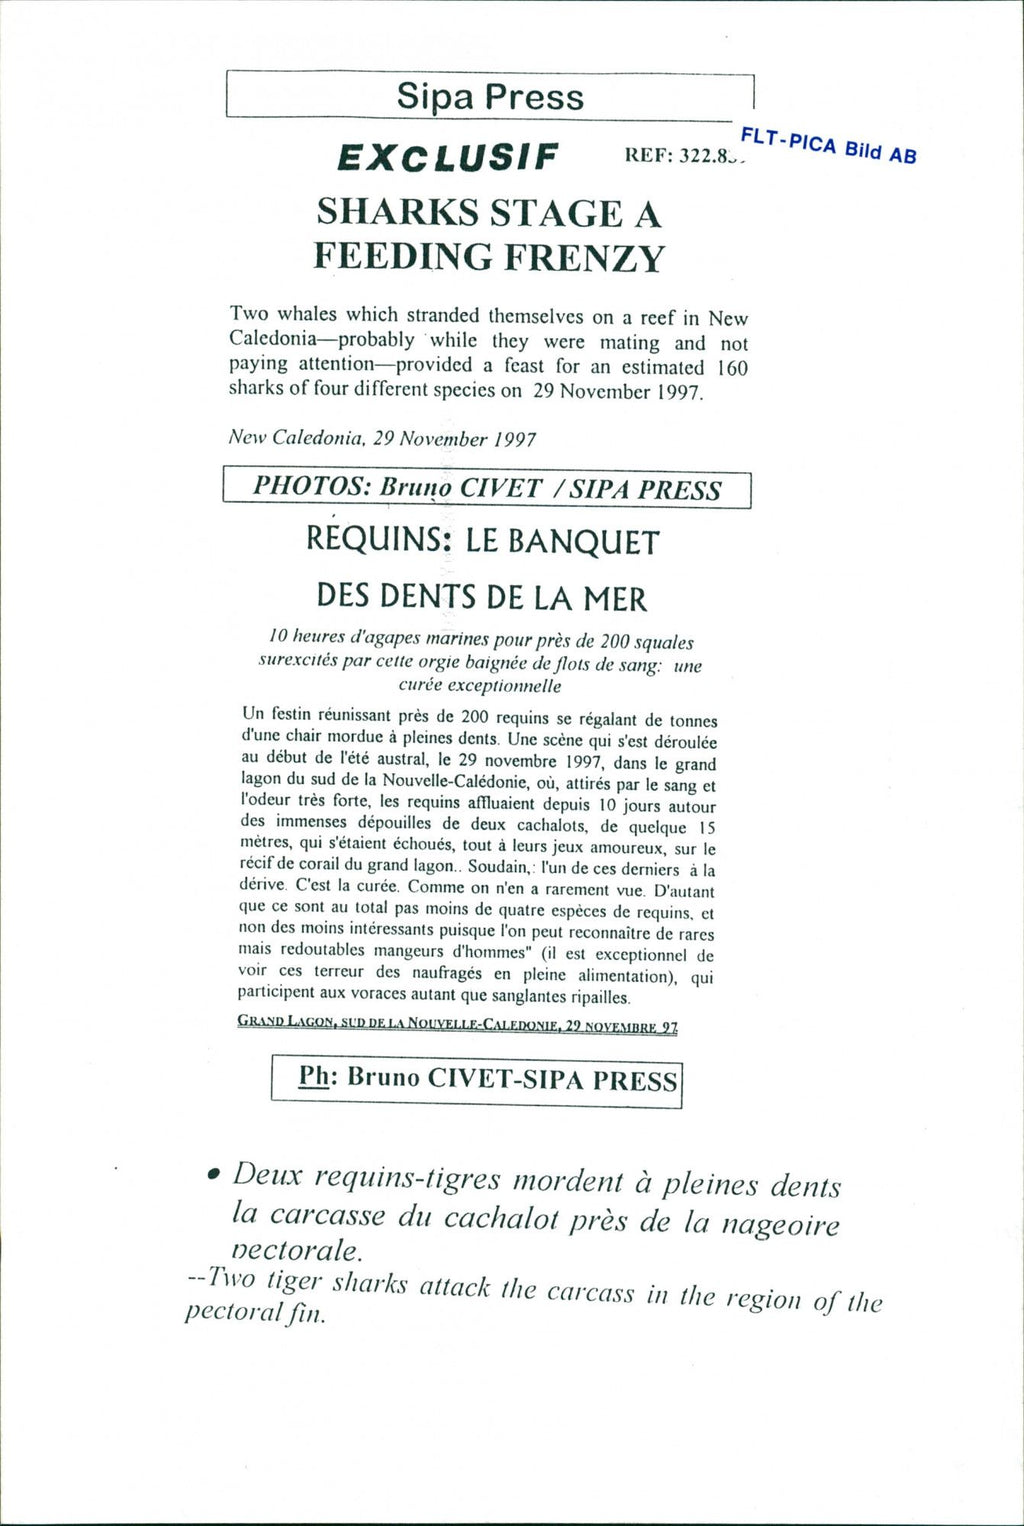 Sipa Press
FLT-PICA Bild AB
EXCLUSIF
REF: 322.8
SHARKS STAGE A
FEEDING FRENZY
Two whales which stranded themselves on a reef in New
Caledonia—probably while they were mating and not
paying attention—provided a feast for an estimated 160
sharks of four different species on 29 November 1997.
New Caledonia, 29 November 1997
PHOTOS: Bruno CIVET / SIPA PRESS
REQUINS: LE BANQUET
DES DENTS DE LA MER
10 heures d'agapes marines pour près de 200 squales
surexcités par cette orgie baignée de flots de sang: une
curée exceptionnelle
Un festin réunissant près de 200 requins se régalant de tonnes
d'une chair mordue à pleines dents. Une scène qui s'est déroulée
au début de l'été austral, le 29 novembre 1997, dans le grand
lagon du sud de la Nouvelle-Calédonie, où, attirés par le sang et
l'odeur très forte, les requins affluaient depuis 10 jours autour
des immenses dépouilles de deux cachalots, de quelque 15
mètres, qui s'étaient échoués, tout à leurs jeux amoureux, sur le
récif de corail du grand lagon.. Soudain,: l'un de ces derniers à la
dérive. C'est la curée. Comme on n'en a rarement vue. D'autant
que ce sont au total pas moins de quatre espèces de requins, et
non des moins intéressants puisque l'on peut reconnaître de rares
mais redoutables mangeurs d'hommes" (il est exceptionnel de
voir ces terreur des naufragés en pleine alimentation), qui
participent aux voraces autant que sanglantes ripailles.
GRAND LAGON, SUD DE LA NOUVELLE-CALEDONIE, 29 NOVEMBRE 97
Ph: Bruno CIVET-SIPA PRESS
• Deux requins-tigres mordent à pleines dents
la carcasse du cachalot près de la nageoire
pectorale.
--Two tiger sharks attack the carcass in the region of the
pectoral fin.